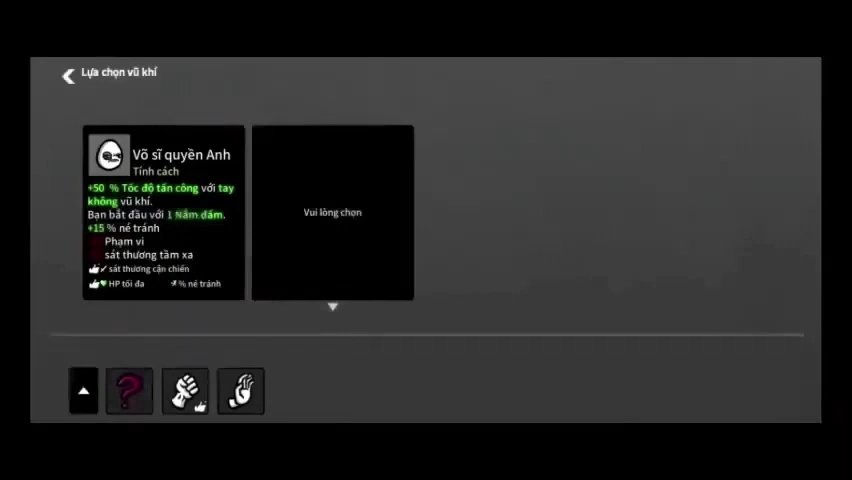 Lựa chọn vũ khí
Võ sĩ quyền Anh
Tính cách
+50 % Tốc độ tấn công với tay
không vũ khí.
Bạn bắt đầu với 1 Nắm đấm.
+15 % né tránh
Phạm vi
sát thương tầm xa
sát thương cận chiến
HP tối đa % né tránh
Vui lòng chọn